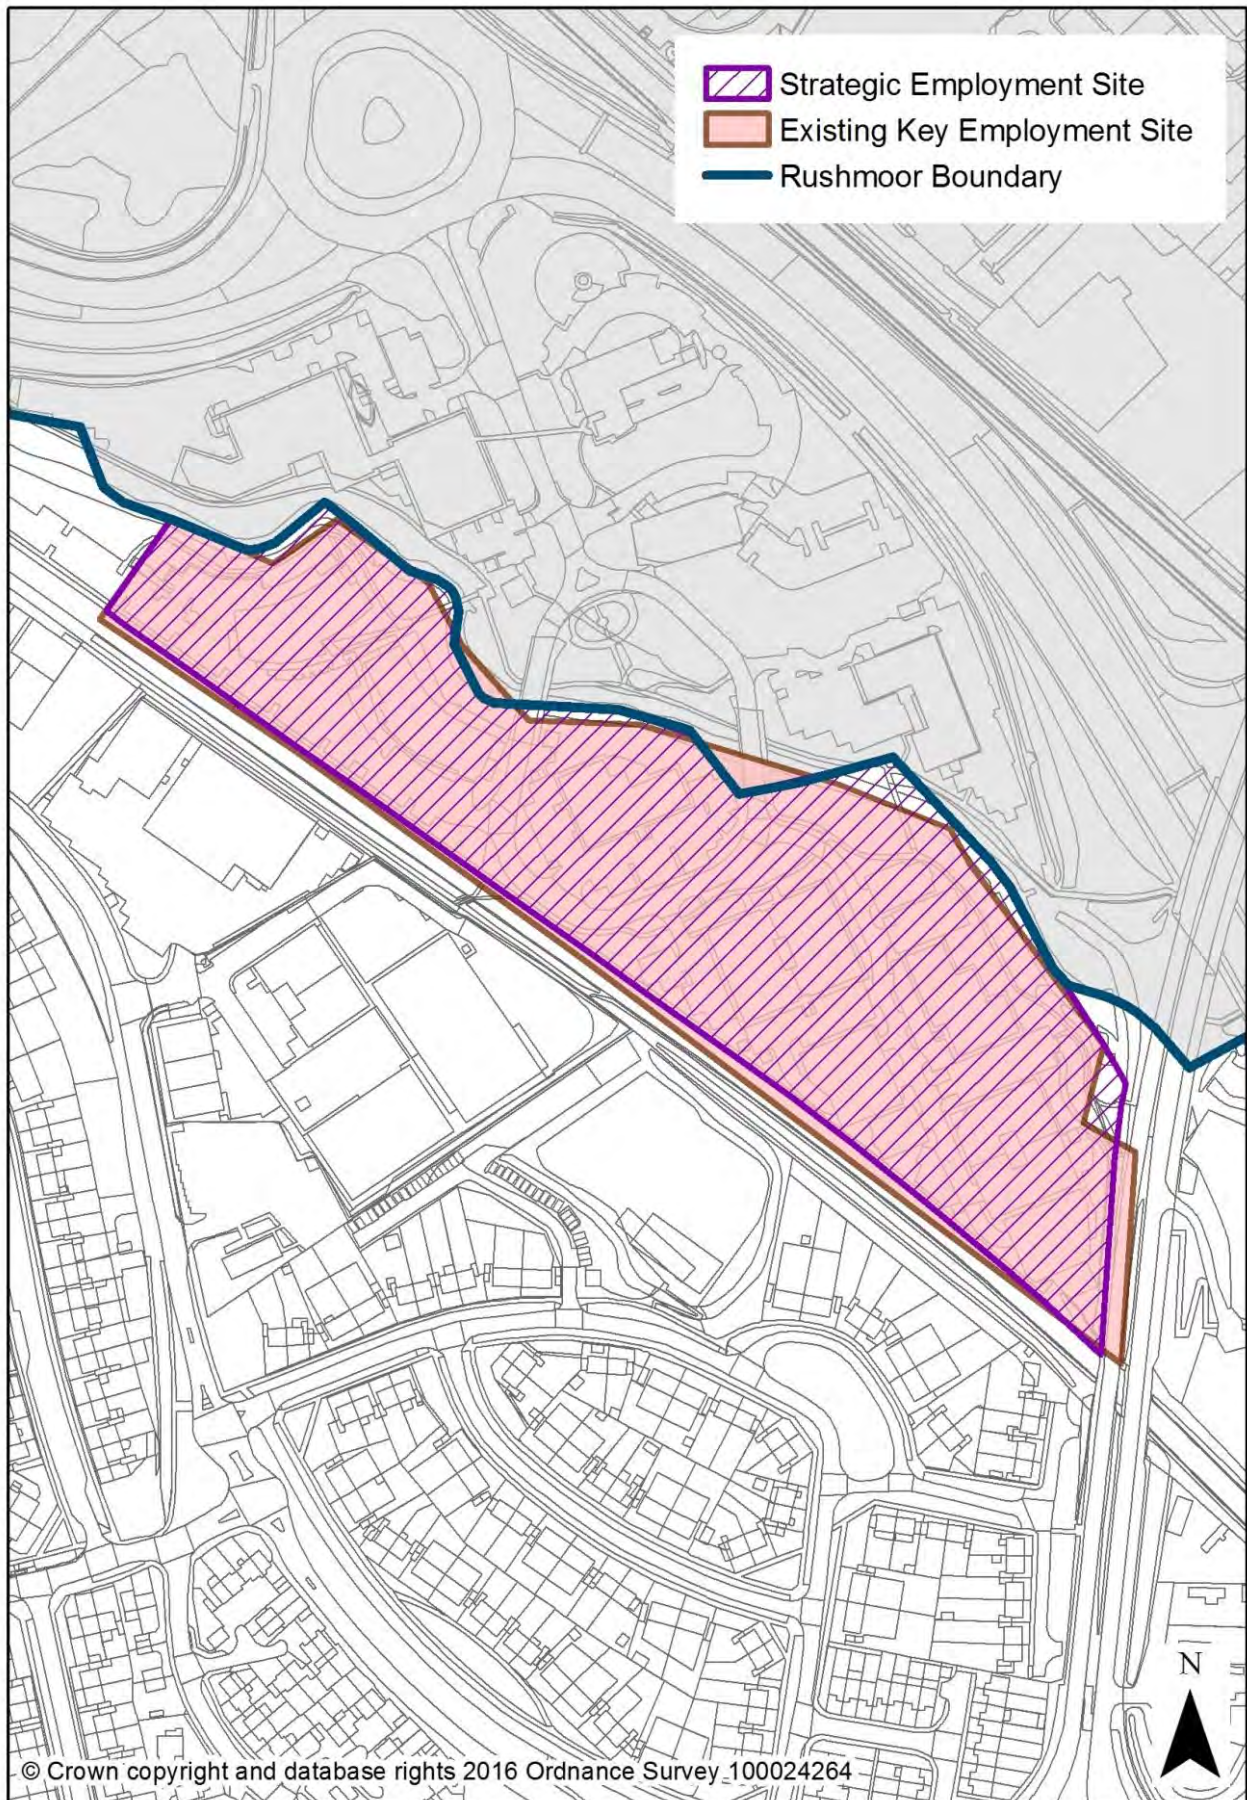 Strategic Employment Site
Existing Key Employment Site
Rushmoor Boundary
N
© Crown copyright and database rights 2016 Ordnance Survey 100024264